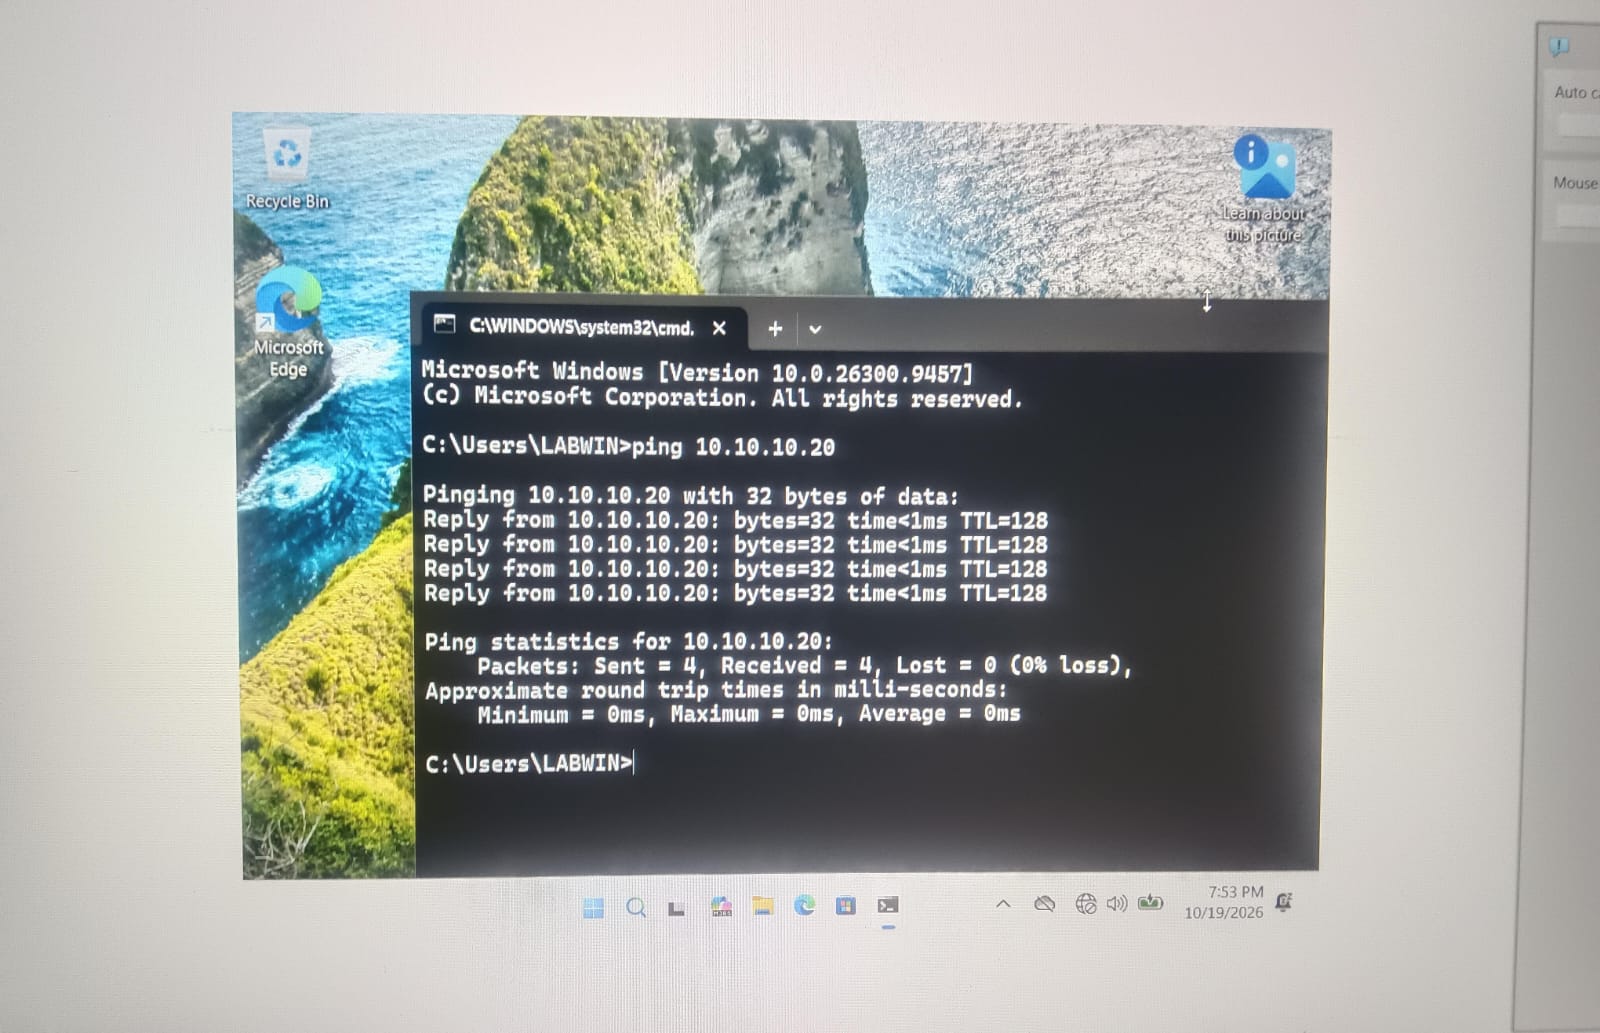 Auto
Mouse
Recycle Bin
Learn about
this picture
Microsoft
Edge
C:\WINDOWS\system32\cmd.
Microsoft Windows [Version 10.0.26300.9457]
(c) Microsoft Corporation. All rights reserved.
C:\Users\LABWIN>ping 10.10.10.20
Pinging 10.10.10.20 with 32 bytes of data:
Reply from 10.10.10.20: bytes=32 time<1ms TTL=128
Reply from 10.10.10.20: bytes=32 time<1ms TTL=128
Reply from 10.10.10.20: bytes=32 time<1ms TTL=128
Reply from 10.10.10.20: bytes=32 time<1ms TTL=128
Ping statistics for 10.10.10.20:
    Packets: Sent = 4, Received = 4, Lost = 0 (0% loss),
Approximate round trip times in milli-seconds:
    Minimum = 0ms, Maximum = 0ms, Average = 0ms
C:\Users\LABWIN>
7:53 PM
10/19/2026